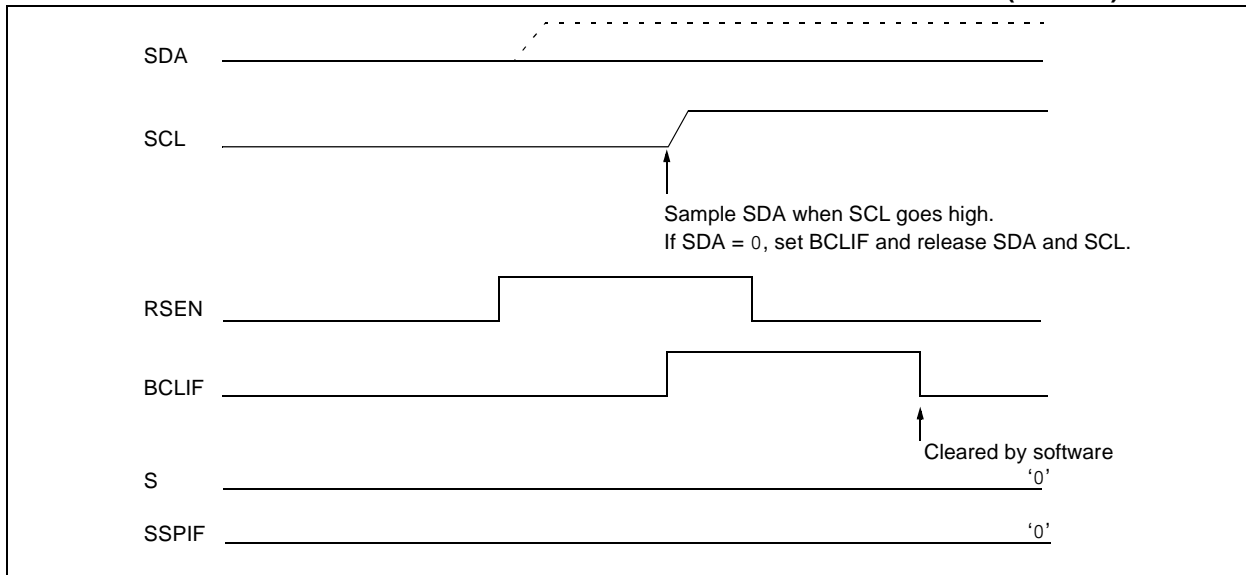 SDA
SCL
Sample SDA when SCL goes high.
If SDA = 0, set BCLIF and release SDA and SCL.
RSEN
BCLIF
Cleared by software
S
‘0’
SSPIF
‘0’